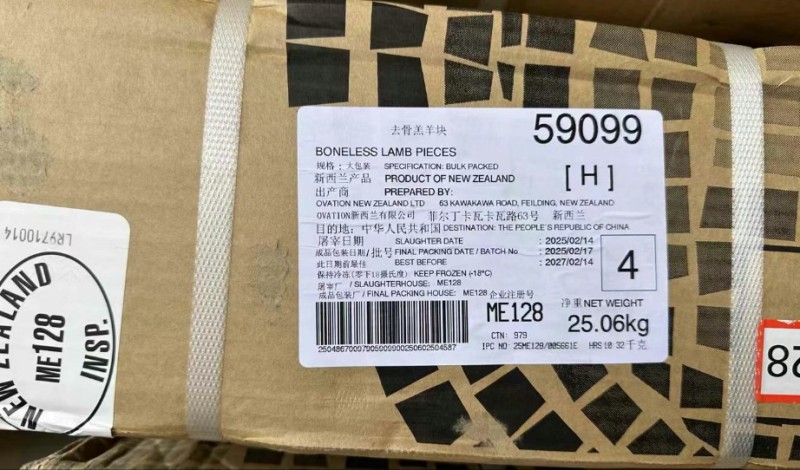 去骨羔羊块
59099
BONELESS LAMB PIECES
规格：大包装 SPECIFICATION: BULK PACKED
新西兰产品 PRODUCT OF NEW ZEALAND
[ H ]
出产商 PREPARED BY:
OVATION NEW ZEALAND LTD 63 KAWAKAWA ROAD, FEILDING, NEW ZEALAND
OVATION新西兰有限公司 菲尔丁卡瓦卡瓦路63号 新西兰
目的地：中华人民共和国 DESTINATION: THE PEOPLE'S REPUBLIC OF CHINA
屠宰日期 SLAUGHTER DATE : 2025/02/14
成品包装日期/批号 FINAL PACKING DATE / BATCH No : 2025/02/17
此日期前最佳 BEST BEFORE : 2027/02/14
4
保持冷冻(零下18摄氏度) KEEP FROZEN (-18°C)
屠宰厂 / SLAUGHTERHOUSE: ME128
成品包装厂/ FINAL PACKING HOUSE: ME128 企业注册号
ME128
净重 NET WEIGHT
25.06kg
千克
CTN: 979
HRS 10:32
LR9710014
NEW ZEALAND
ME128
INSP.
28